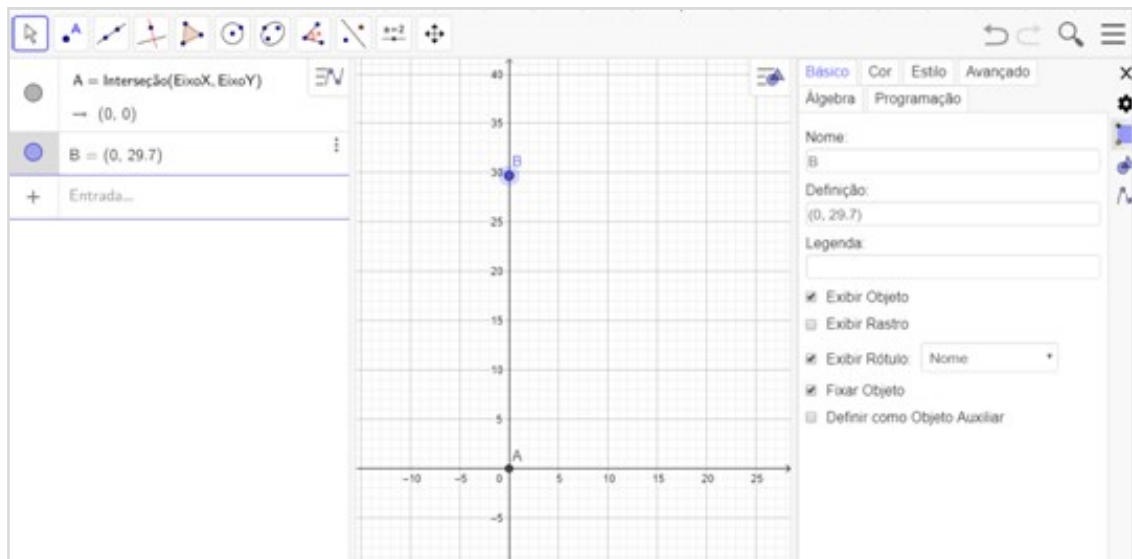 A
a=2
A = Interseção(EixoX, EixoY)
→ (0, 0)
B = (0, 29.7)
+ Entrada...
40
35
30
25
20
15
10
5
-10 -5 0 5 10 15 20 25
-5
B
A
Básico Cor Estilo Avançado
Álgebra Programação
Nome:
B
Definição:
(0, 29.7)
Legenda:
Exibir Objeto
Exibir Rastro
Exibir Rótulo: Nome
Fixar Objeto
Definir como Objeto Auxiliar